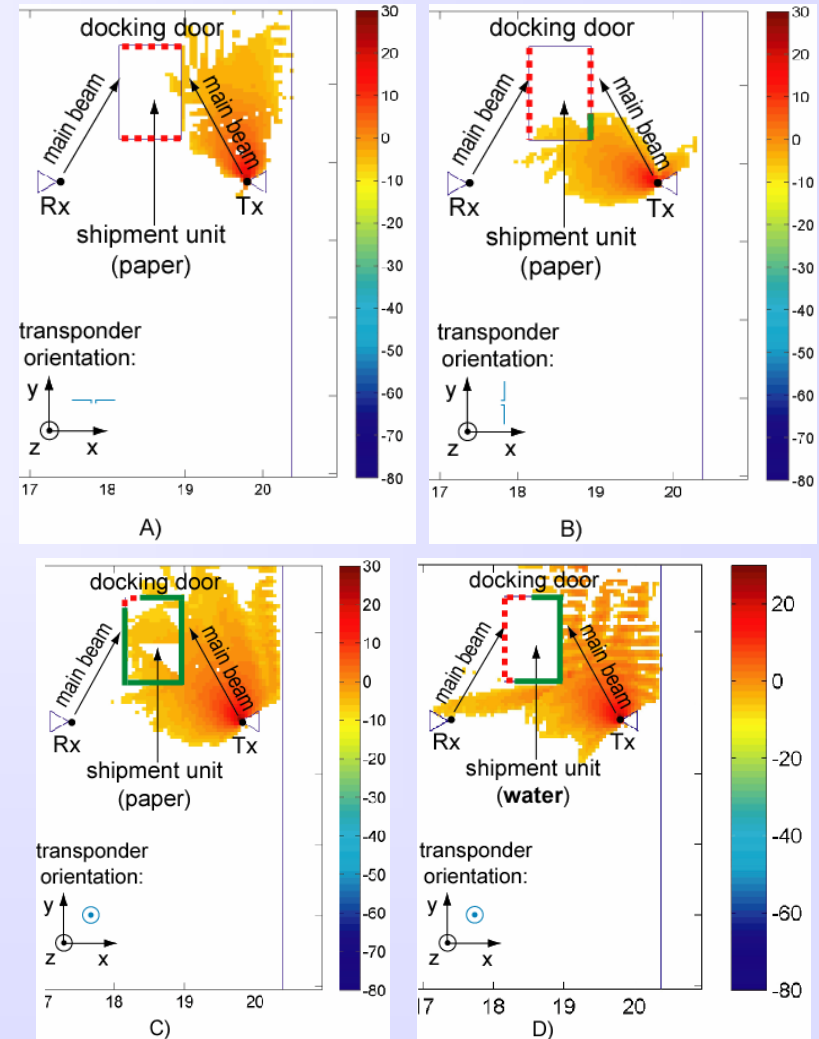 docking door
main beam
main beam
Rx
Tx
shipment unit
(paper)
transponder
orientation:
y
z
x
17
18
19
20
30
20
10
0
-10
-20
-30
-40
-50
-60
-70
-80
A)
docking door
main beam
main beam
Rx
Tx
shipment unit
(paper)
transponder
orientation:
y
z
x
17
18
19
20
30
20
10
0
-10
-20
-30
-40
-50
-60
-70
-80
B)
docking door
main beam
main beam
Rx
Tx
shipment unit
(paper)
transponder
orientation:
y
z
x
7
18
19
20
30
20
10
0
-10
-20
-30
-40
-50
-60
-70
-80
C)
docking door
main beam
main beam
Rx
Tx
shipment unit
(water)
transponder
orientation:
y
z
x
17
18
19
20
20
0
-20
-40
-60
-80
D)